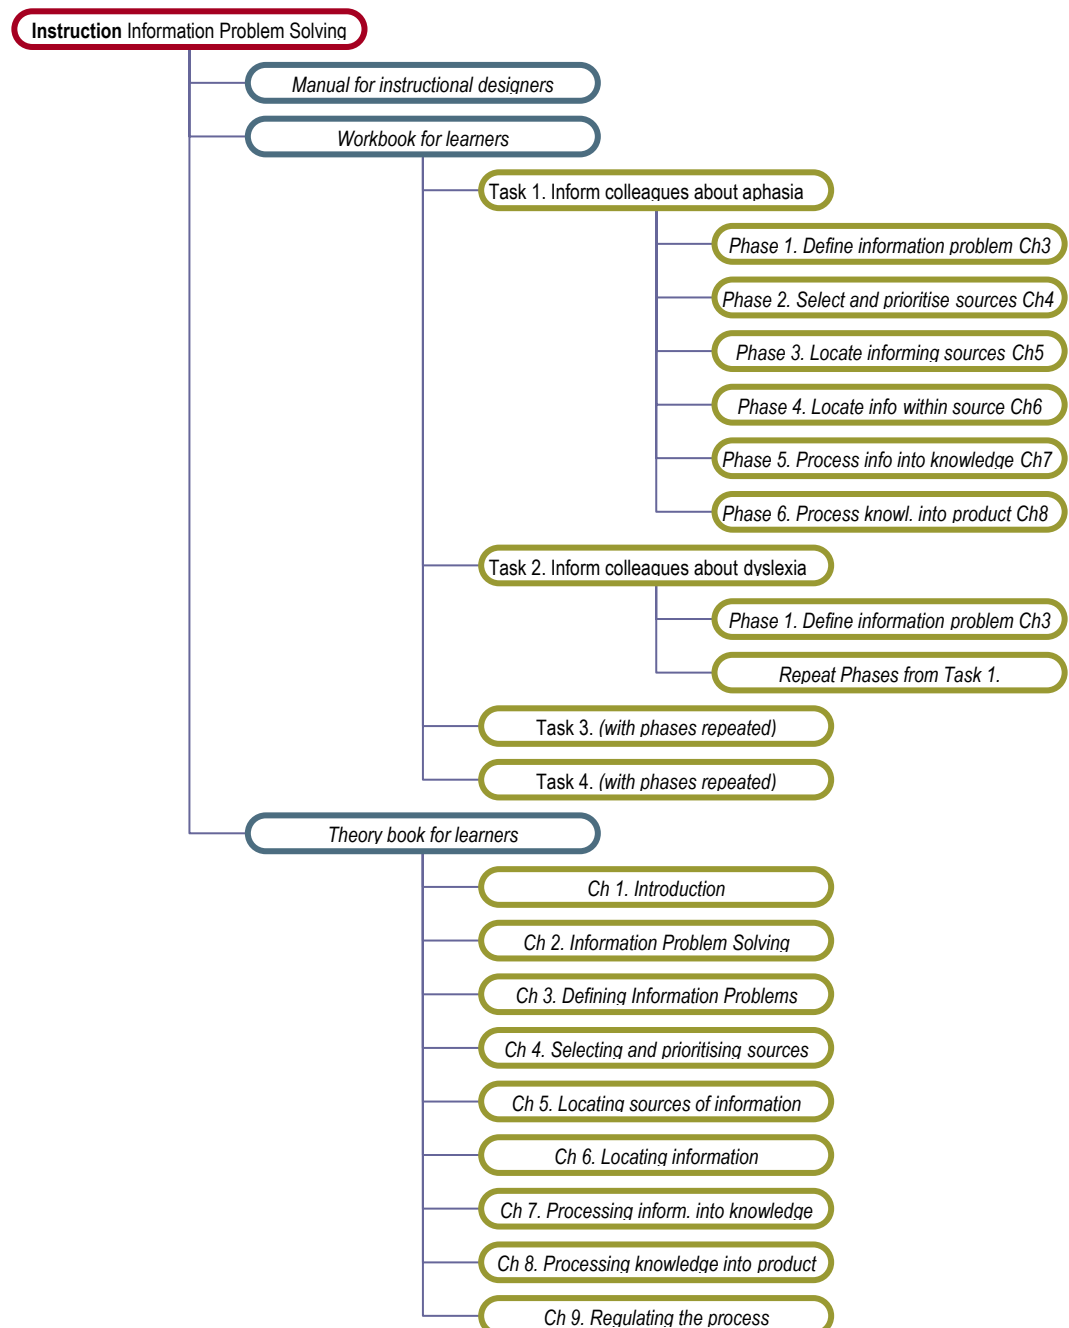 Instruction Information Problem Solving
Manual for instructional designers
Workbook for learners
Task 1. Inform colleagues about aphasia
Phase 1. Define information problem Ch3
Phase 2. Select and prioritise sources Ch4
Phase 3. Locate informing sources Ch5
Phase 4. Locate info within source Ch6
Phase 5. Process info into knowledge Ch7
Phase 6. Process knowl. into product Ch8
Task 2. Inform colleagues about dyslexia
Phase 1. Define information problem Ch3
Repeat Phases from Task 1.
Task 3. (with phases repeated)
Task 4. (with phases repeated)
Theory book for learners
Ch 1. Introduction
Ch 2. Information Problem Solving
Ch 3. Defining Information Problems
Ch 4. Selecting and prioritising sources
Ch 5. Locating sources of information
Ch 6. Locating information
Ch 7. Processing inform. into knowledge
Ch 8. Processing knowledge into product
Ch 9. Regulating the process